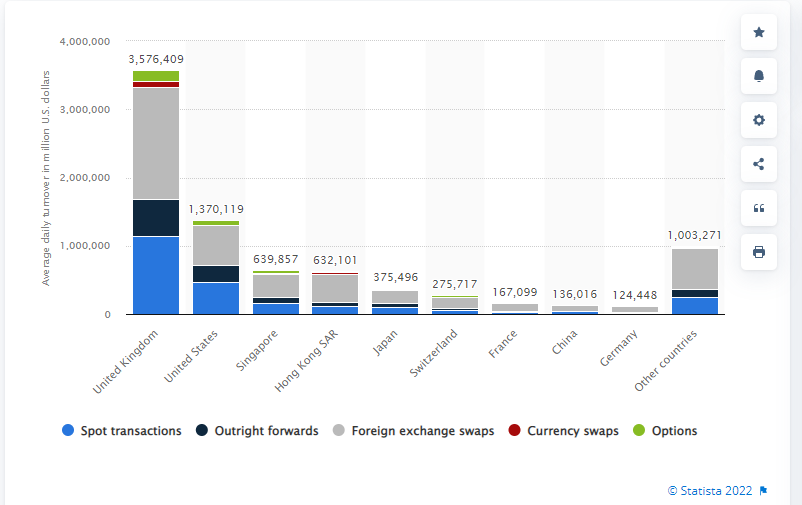 Average daily turnover in million U.S. dollars
4,000,000
3,000,000
2,000,000
1,000,000
0
3,576,409
1,370,119
639,857
632,101
375,496
275,717
167,099
136,016
124,448
1,003,271
United Kingdom
United States
Singapore
Hong Kong SAR
Japan
Switzerland
France
China
Germany
Other countries
Spot transactions
Outright forwards
Foreign exchange swaps
Currency swaps
Options
© Statista 2022